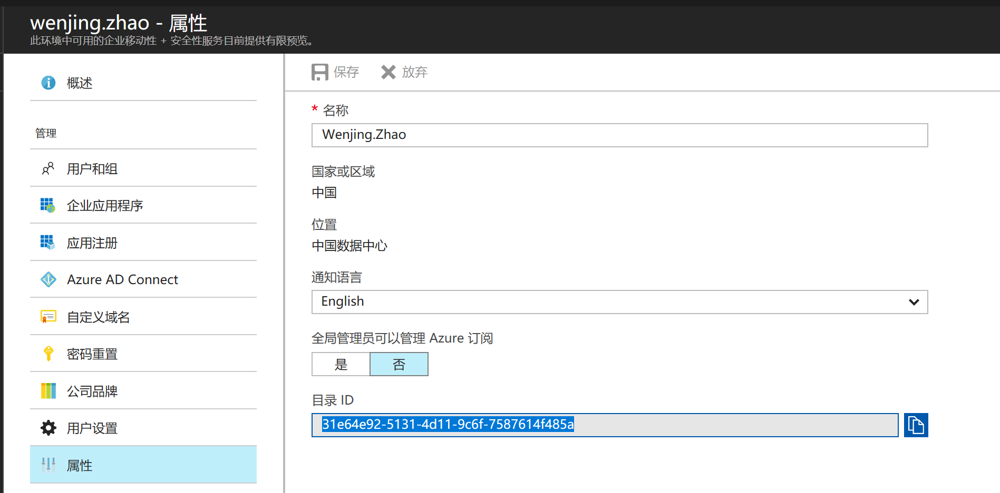 wenjing.zhao - 属性
此环境中可用的企业移动性 + 安全性服务目前提供有限预览。
概述
管理
用户和组
企业应用程序
应用注册
Azure AD Connect
自定义域名
密码重置
公司品牌
用户设置
属性
保存 放弃
* 名称
Wenjing.Zhao
国家或区域
中国
位置
中国数据中心
通知语言
English
全局管理员可以管理 Azure 订阅
是 否
目录 ID
31e64e92-5131-4d11-9c6f-7587614f485a